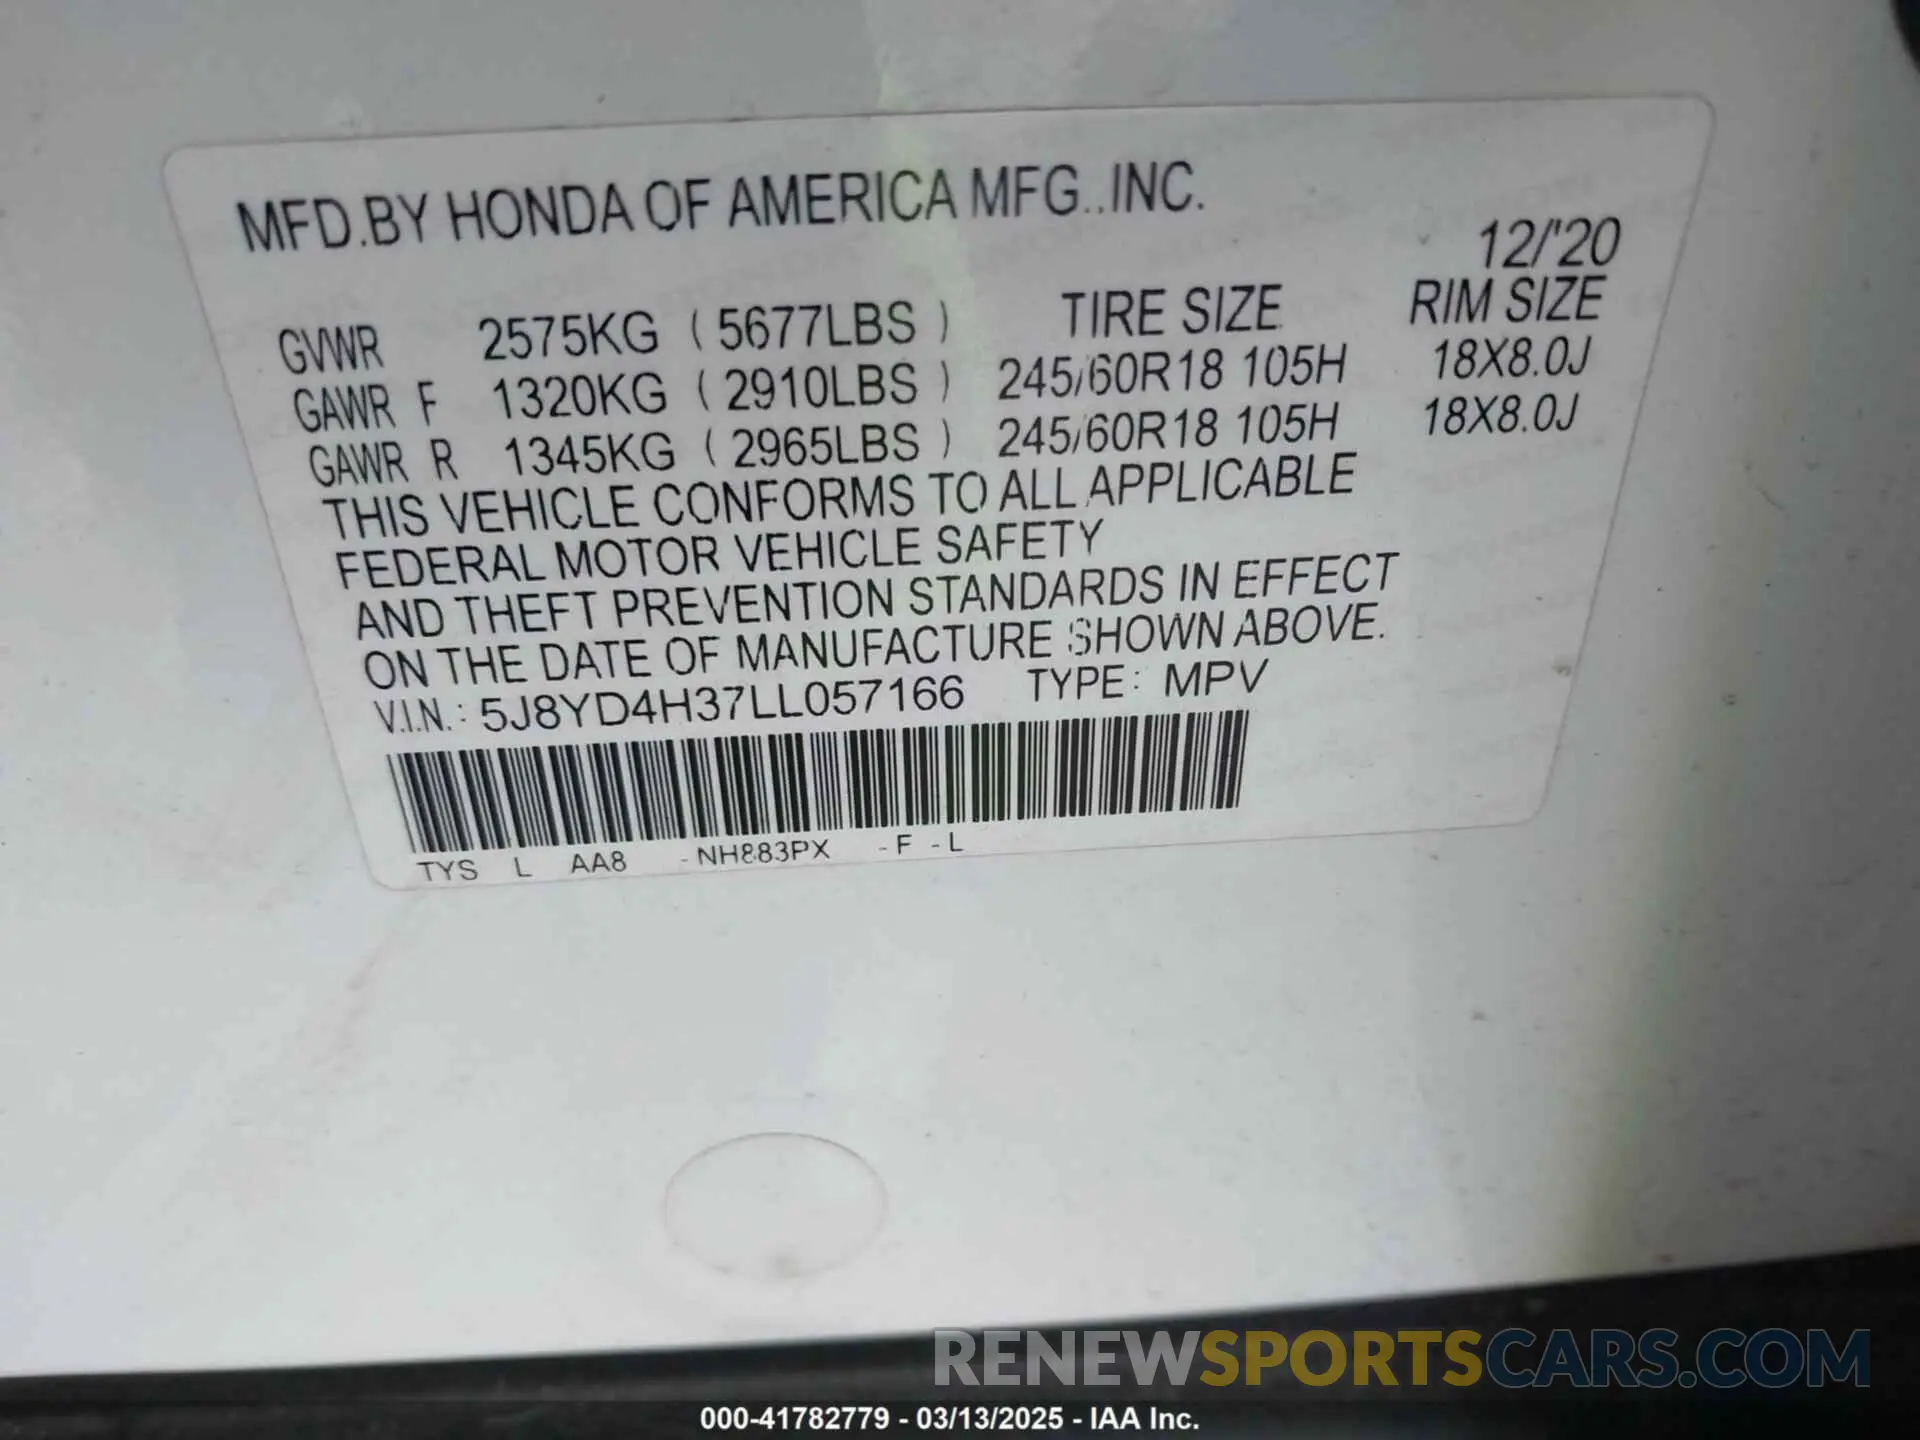 MFD.BY HONDA OF AMERICA MFG.,INC.
12/'20
GVWR 2575KG (5677LBS) TIRE SIZE RIM SIZE
GAWR F 1320KG (2910LBS) 245/60R18 105H 18X8.0J
GAWR R 1345KG (2965LBS) 245/60R18 105H 18X8.0J
THIS VEHICLE CONFORMS TO ALL APPLICABLE
FEDERAL MOTOR VEHICLE SAFETY
AND THEFT PREVENTION STANDARDS IN EFFECT
ON THE DATE OF MANUFACTURE SHOWN ABOVE.
V.I.N.: 5J8YD4H37LL057166 TYPE: MPV
TYS L AA8 -NH883PX -F -L
RENEWSPORTSCARS.COM
000-41782779 - 03/13/2025 - IAA Inc.